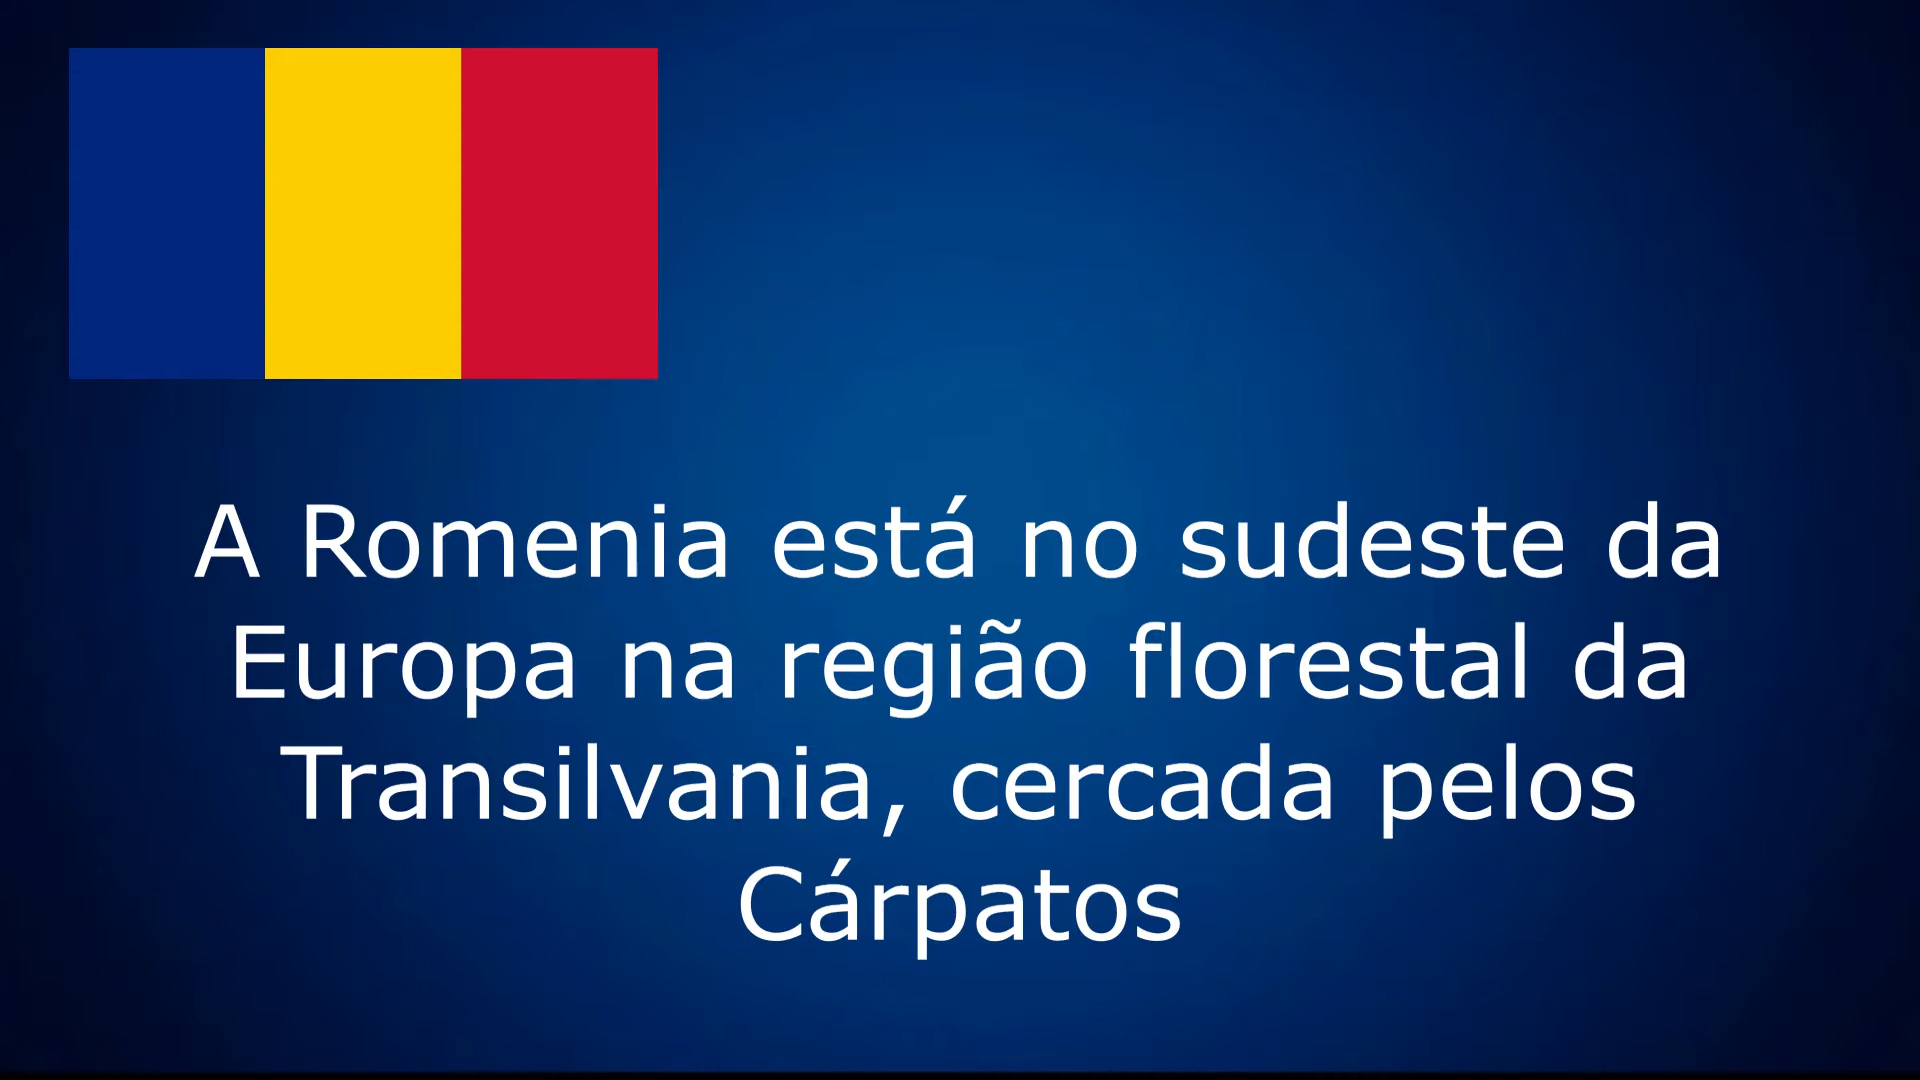 A Romenia está no sudeste da
Europa na região florestal da
Transilvania, cercada pelos
Cárpatos